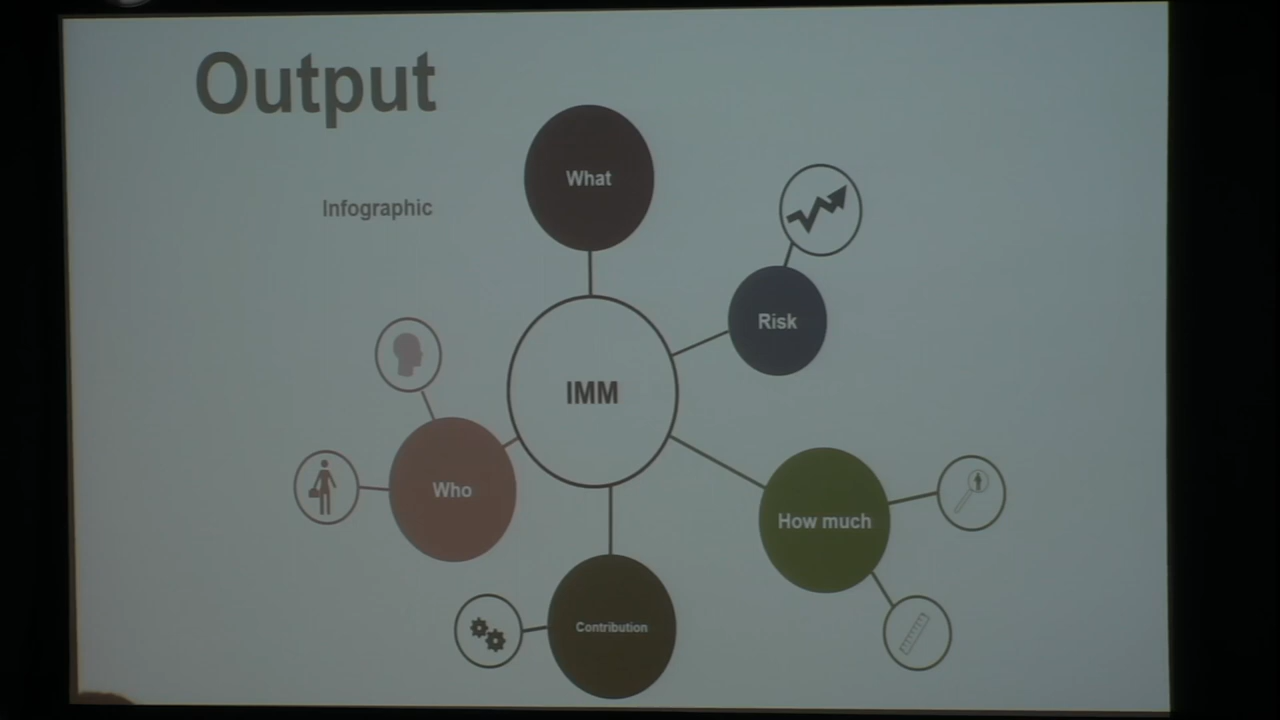 Output
Infographic
What
Risk
IMM
Who
How much
Contribution